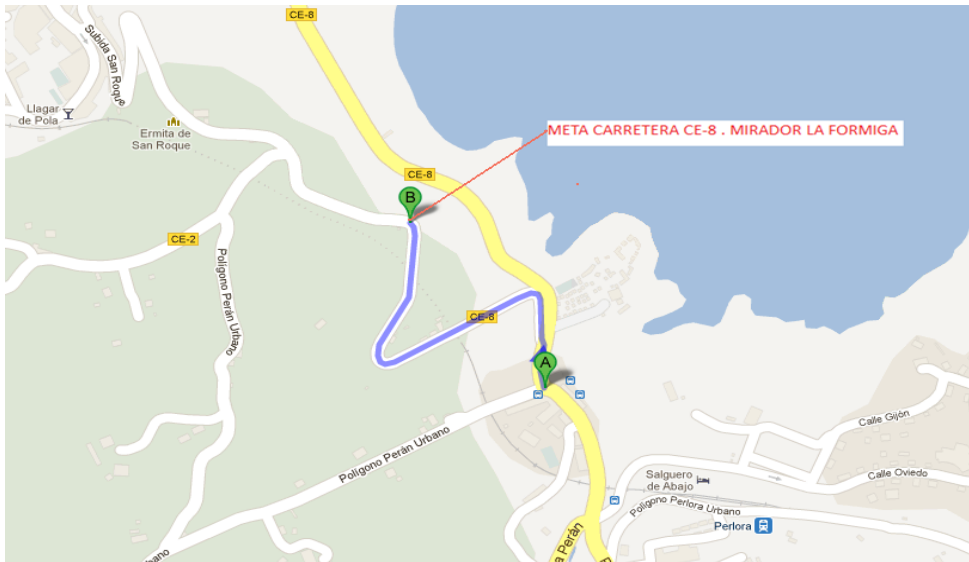 CE-8
Subida San Roque
Llagar
de Pola
Ermita de
San Roque
META CARRETERA CE-8 . MIRADOR LA FORMIGA
CE-8
B
CE-2
Polígono Perán Urbano
CE-8
A
Calle Gijón
Polígono Perán Urbano
Salguero
de Abajo
Calle Oviedo
Polígono Perlora Urbano
Perlora
a Perán